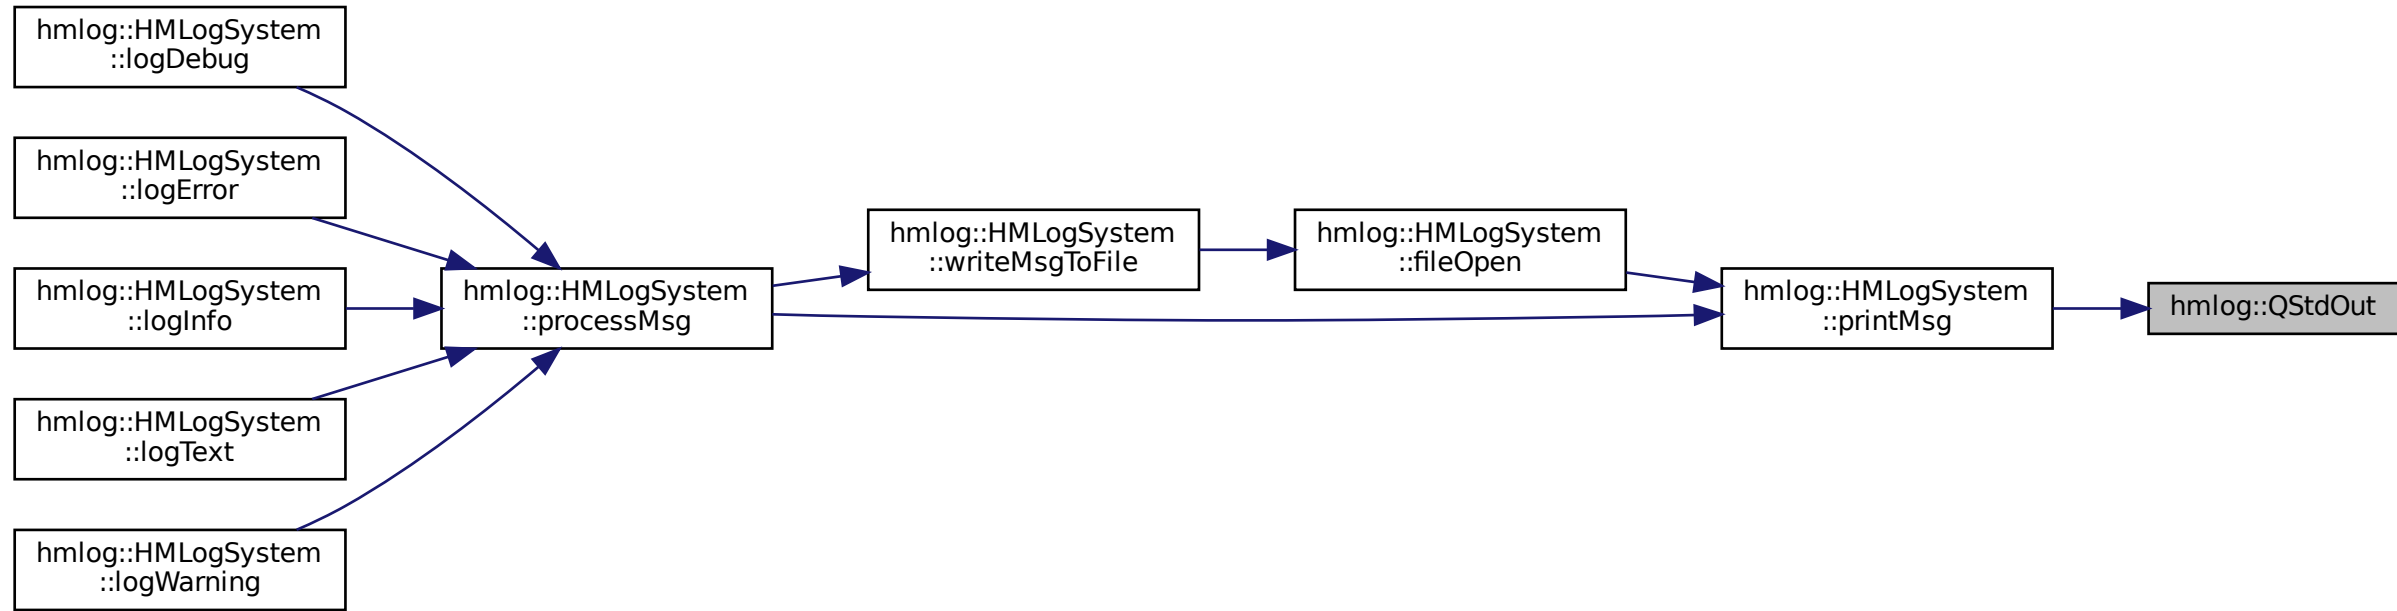 hmlog::HMLogSystem
::logDebug
hmlog::HMLogSystem
::logError
hmlog::HMLogSystem
::logInfo
hmlog::HMLogSystem
::logText
hmlog::HMLogSystem
::logWarning
hmlog::HMLogSystem
::processMsg
hmlog::HMLogSystem
::writeMsgToFile
hmlog::HMLogSystem
::fileOpen
hmlog::HMLogSystem
::printMsg
hmlog::QStdOut